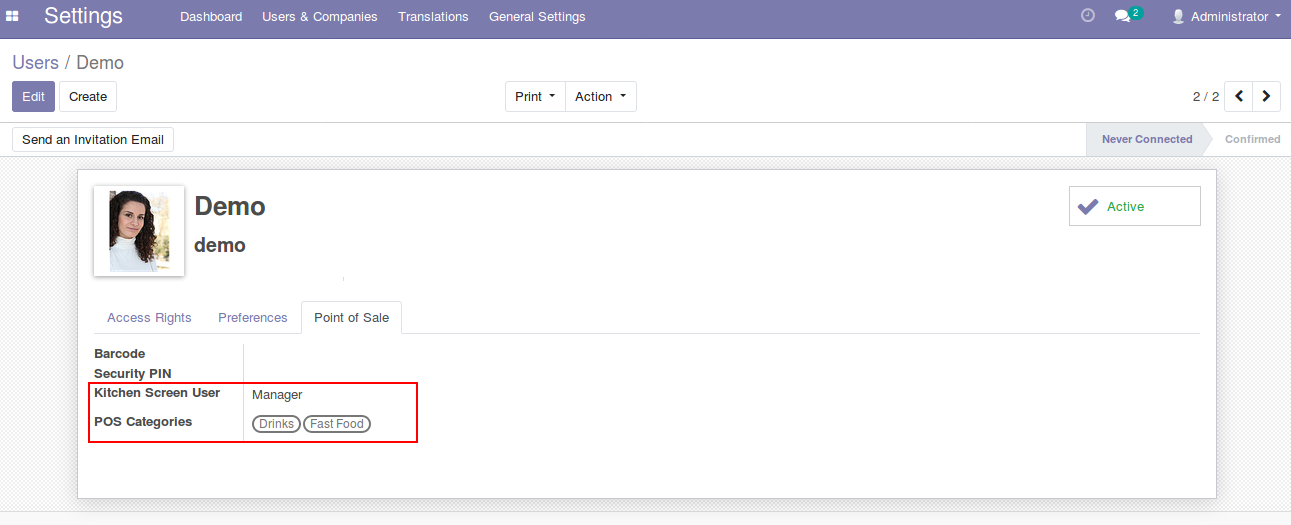 Settings Dashboard Users & Companies Translations General Settings 2 Administrator
Users / Demo
Edit Create Print Action 2 / 2
Send an Invitation Email Never Connected Confirmed
Demo
Active
demo
Access Rights Preferences Point of Sale
Barcode
Security PIN
Kitchen Screen User Manager
POS Categories Drinks Fast Food